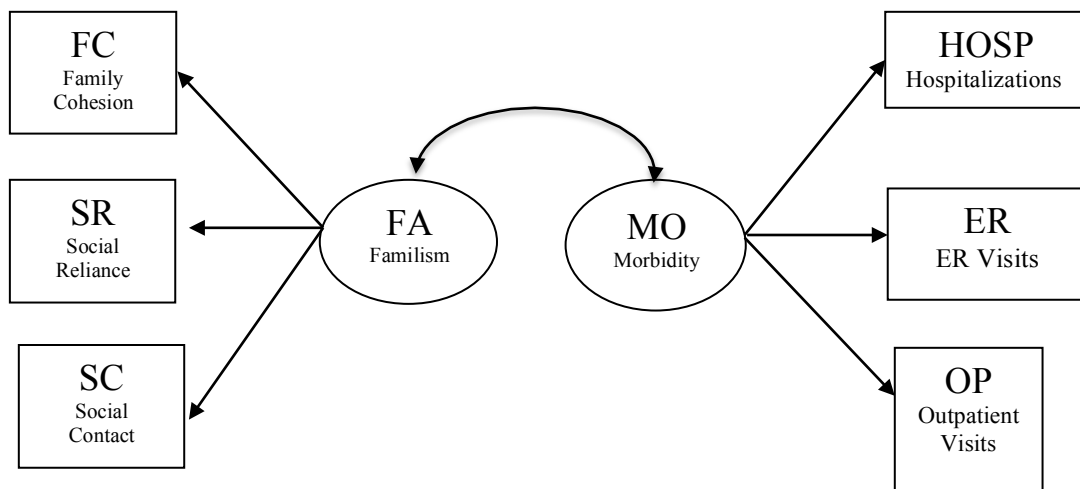 FC
Family
Cohesion
SR
Social
Reliance
SC
Social
Contact
FA
Familism
MO
Morbidity
HOSP
Hospitalizations
ER
ER Visits
OP
Outpatient
Visits